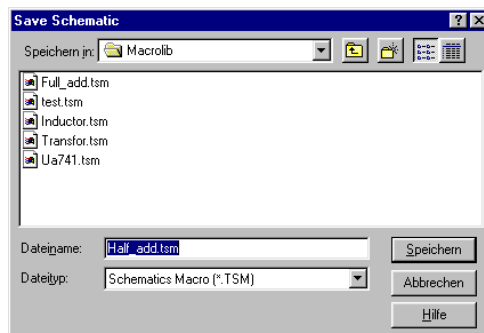 Save Schematic
Speichern in: Macrolib
Full_add.tsm
test.tsm
Inductor.tsm
Transfor.tsm
Ua741.tsm
Dateiname: Half_add.tsm Speichern
Dateityp: Schematics Macro (*.TSM) Abbrechen
Hilfe